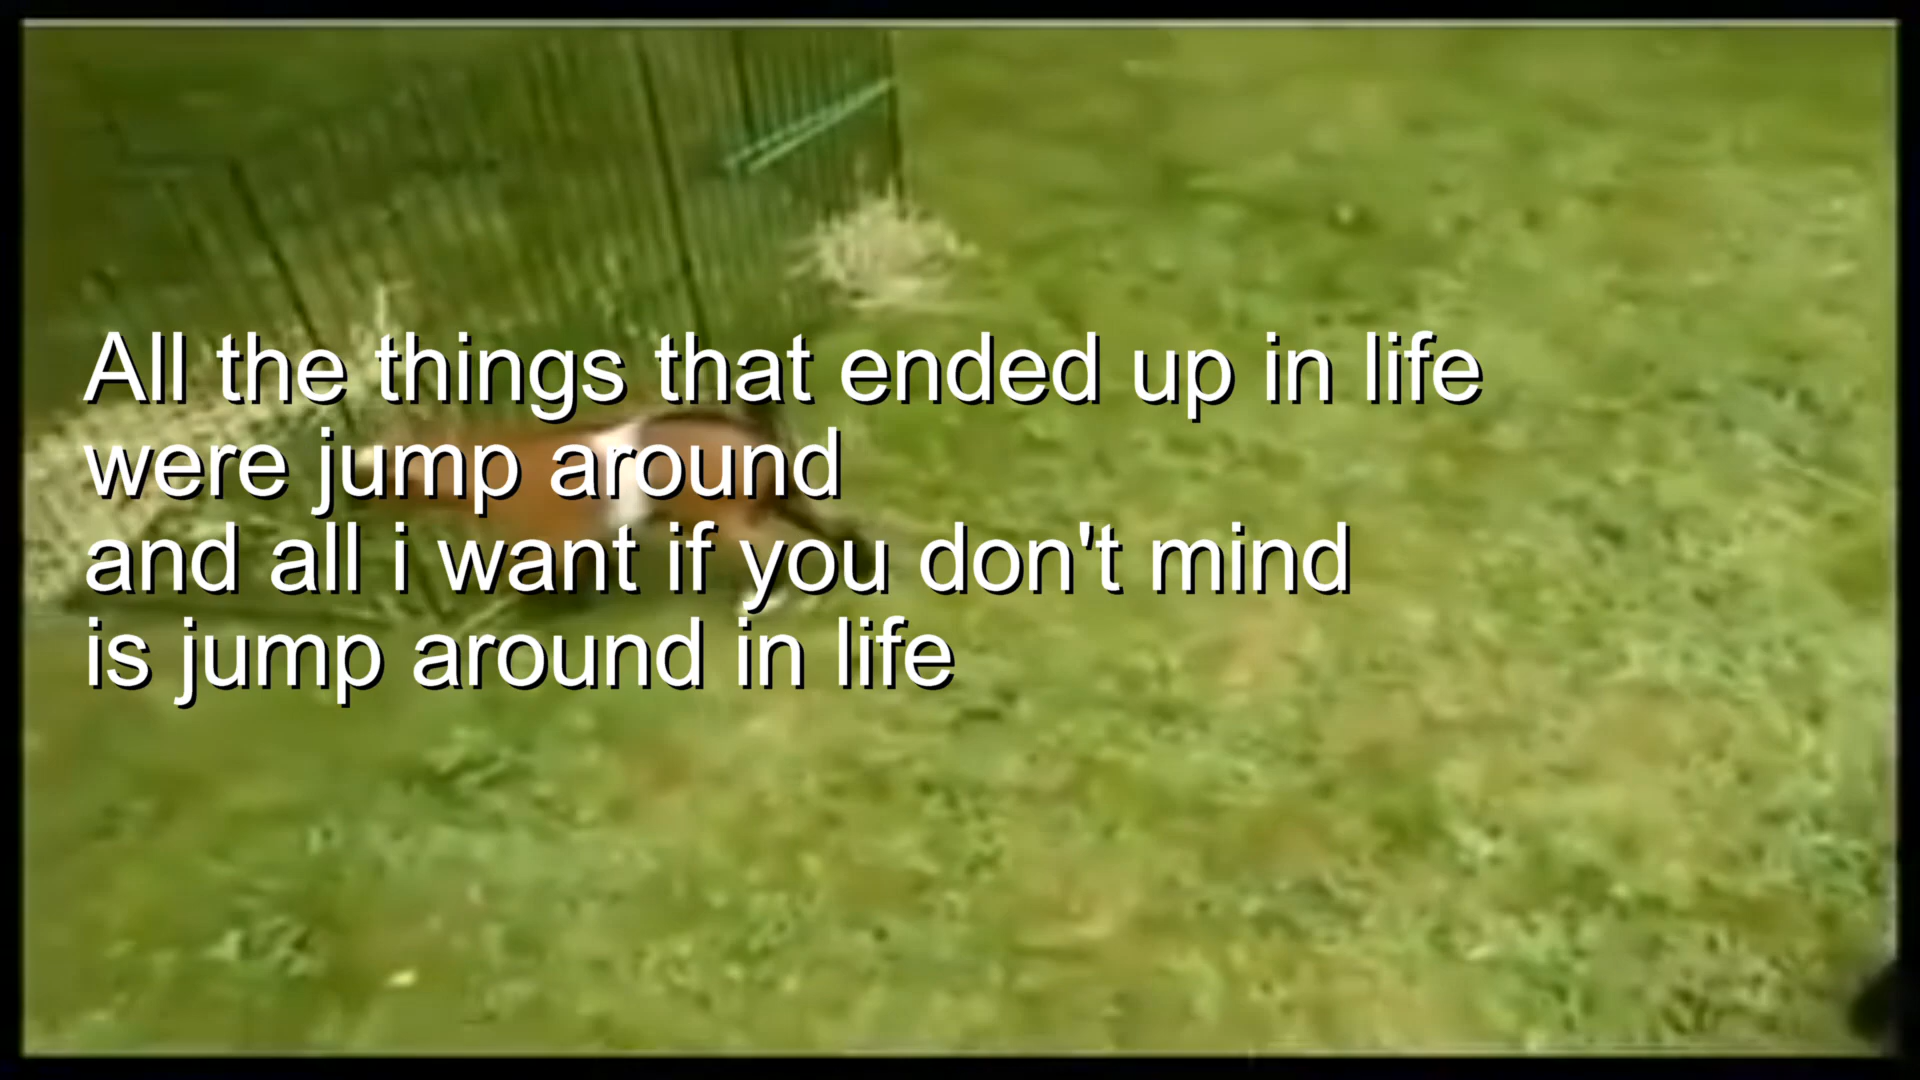 All the things that ended up in life
were jump around
and all i want if you don't mind
is jump around in life